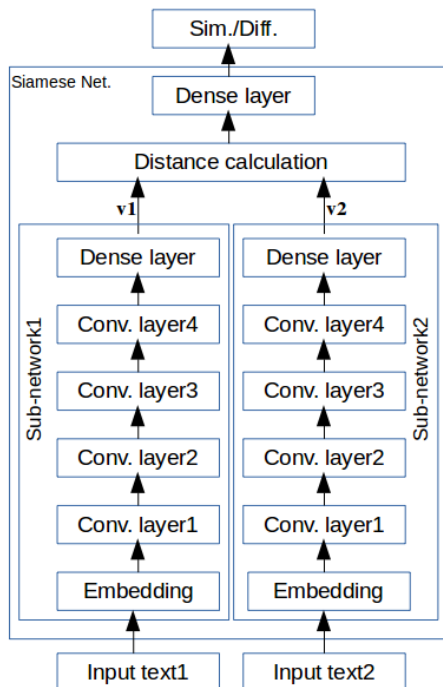 Sim./Diff.
Siamese Net.
Dense layer
Distance calculation
v1
v2
Sub-network1
Dense layer
Conv. layer4
Conv. layer3
Conv. layer2
Conv. layer1
Embedding
Sub-network2
Dense layer
Conv. layer4
Conv. layer3
Conv. layer2
Conv. layer1
Embedding
Input text1
Input text2